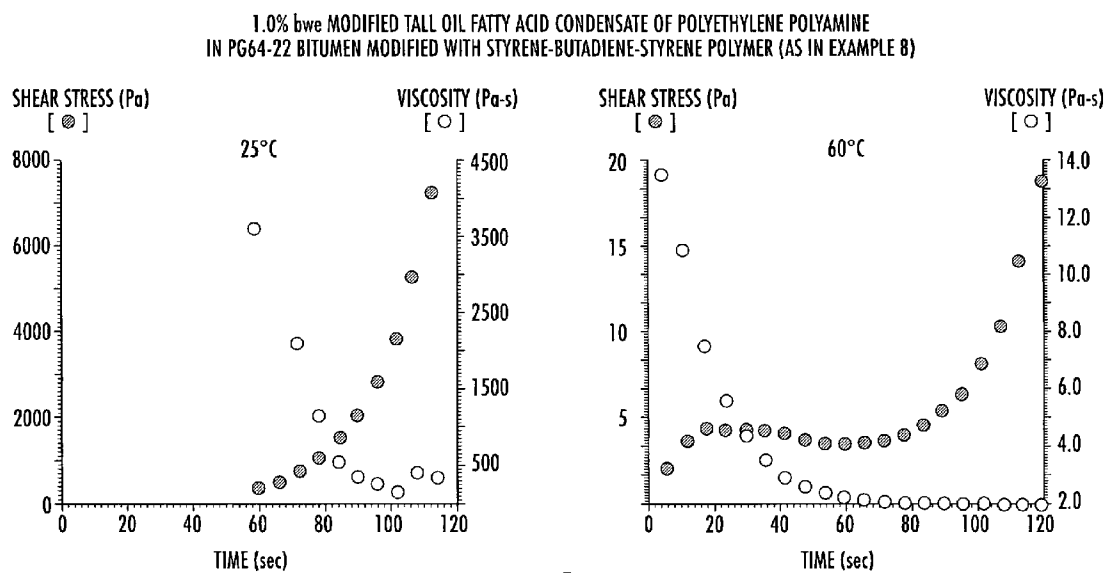 1.0% bwe MODIFIED TALL OIL FATTY ACID CONDENSATE OF POLYETHYLENE POLYAMINE
IN PG64-22 BITUMEN MODIFIED WITH STYRENE-BUTADIENE-STYRENE POLYMER (AS IN EXAMPLE 8)
SHEAR STRESS (Pa)
[ ]
VISCOSITY (Pa-s)
[ ]
25°C
8000
6000
4000
2000
0
4500
3500
2500
1500
500
0 20 40 60 80 100 120
TIME (sec)
SHEAR STRESS (Pa)
[ ]
VISCOSITY (Pa-s)
[ ]
60°C
20
15
10
5
14.0
12.0
10.0
8.0
6.0
4.0
2.0
0 20 40 60 80 100 120
TIME (sec)